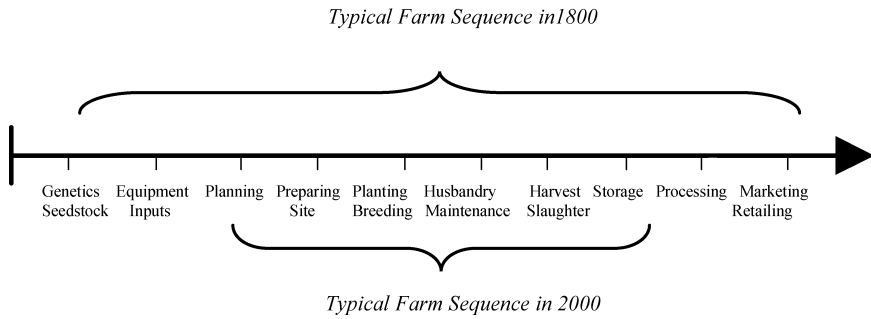 Typical Farm Sequence in1800
Genetics Equipment Planning Preparing Planting Husbandry Harvest Storage Processing Marketing
Seedstock Inputs Site Breeding Maintenance Slaughter Retailing
Typical Farm Sequence in 2000